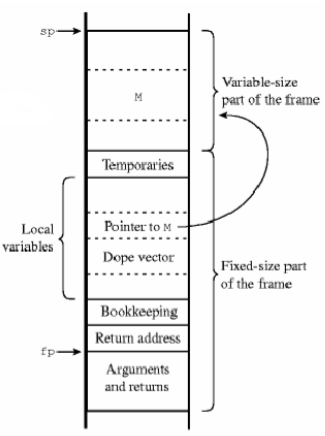 sp
M
Variable-size
part of the frame
Temporaries
Local
variables
Pointer to M
Dope vector
Fixed-size part
of the frame
Bookkeeping
Return address
fp
Arguments
and returns